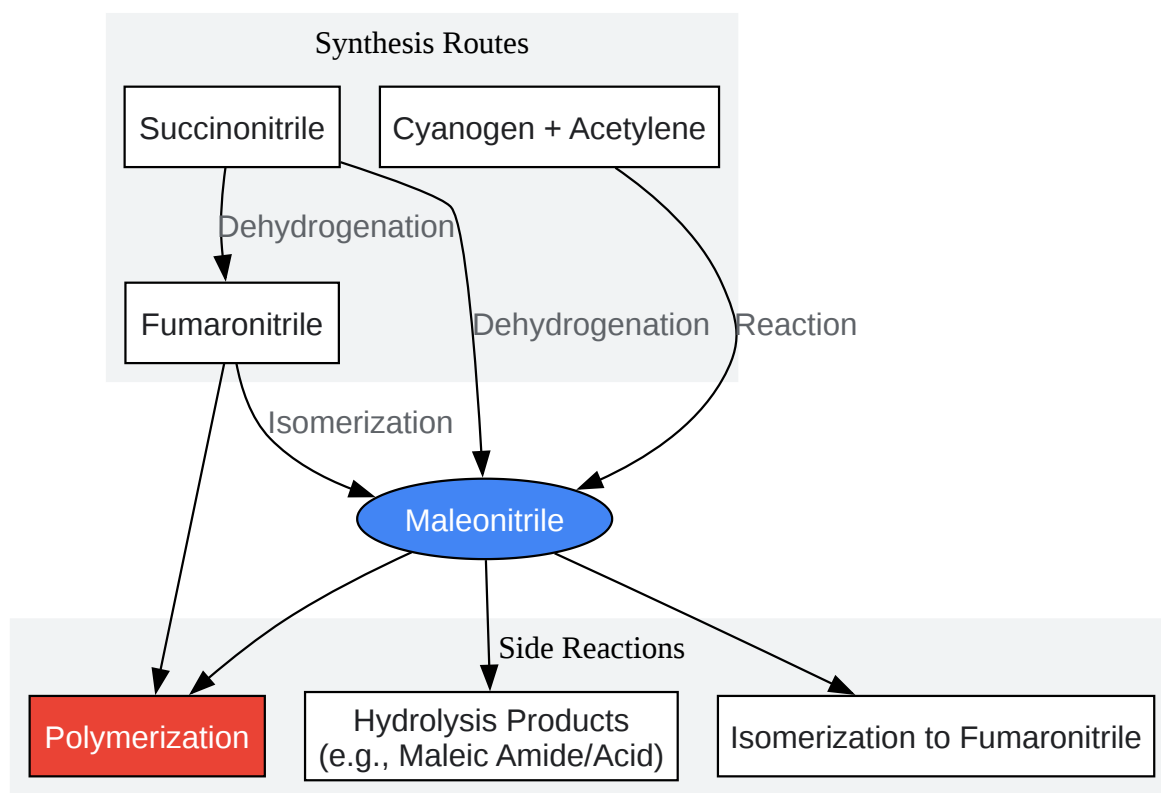 Synthesis Routes
Succinonitrile
Cyanogen + Acetylene
Dehydrogenation
Fumaronitrile
Dehydrogenation
Reaction
Isomerization
Maleonitrile
Side Reactions
Polymerization
Hydrolysis Products
(e.g., Maleic Amide/Acid)
Isomerization to Fumaronitrile